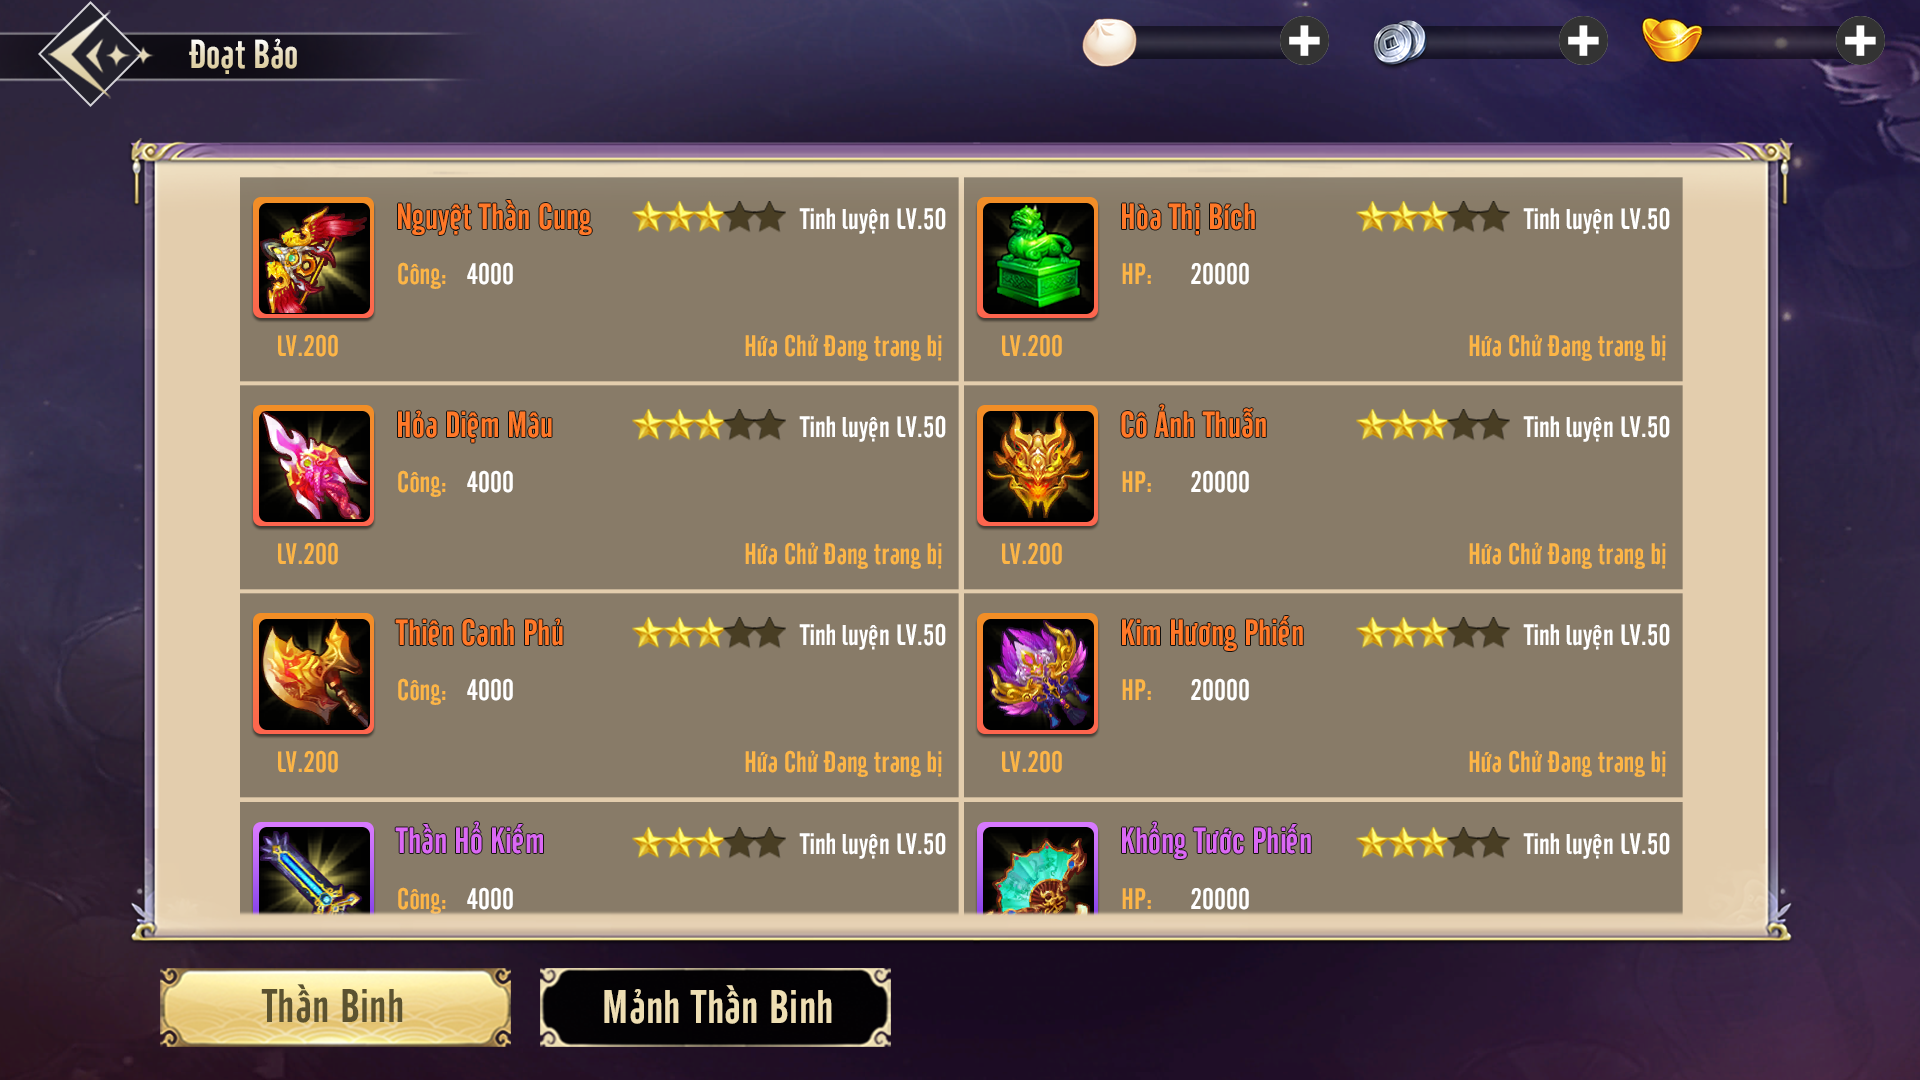 Đoạt Bảo
Nguyệt Thần Cung Tinh luyện LV.50
Công: 4000
LV.200 Hứa Chử Đang trang bị
Hòa Thị Bích Tinh luyện LV.50
HP: 20000
LV.200 Hứa Chử Đang trang bị
Hỏa Diệm Mâu Tinh luyện LV.50
Công: 4000
LV.200 Hứa Chử Đang trang bị
Cô Ảnh Thuẫn Tinh luyện LV.50
HP: 20000
LV.200 Hứa Chử Đang trang bị
Thiên Canh Phủ Tinh luyện LV.50
Công: 4000
LV.200 Hứa Chử Đang trang bị
Kim Hương Phiến Tinh luyện LV.50
HP: 20000
LV.200 Hứa Chử Đang trang bị
Thần Hổ Kiếm Tinh luyện LV.50
Công: 4000
Khổng Tước Phiến Tinh luyện LV.50
HP: 20000
Thần Binh
Mảnh Thần Binh